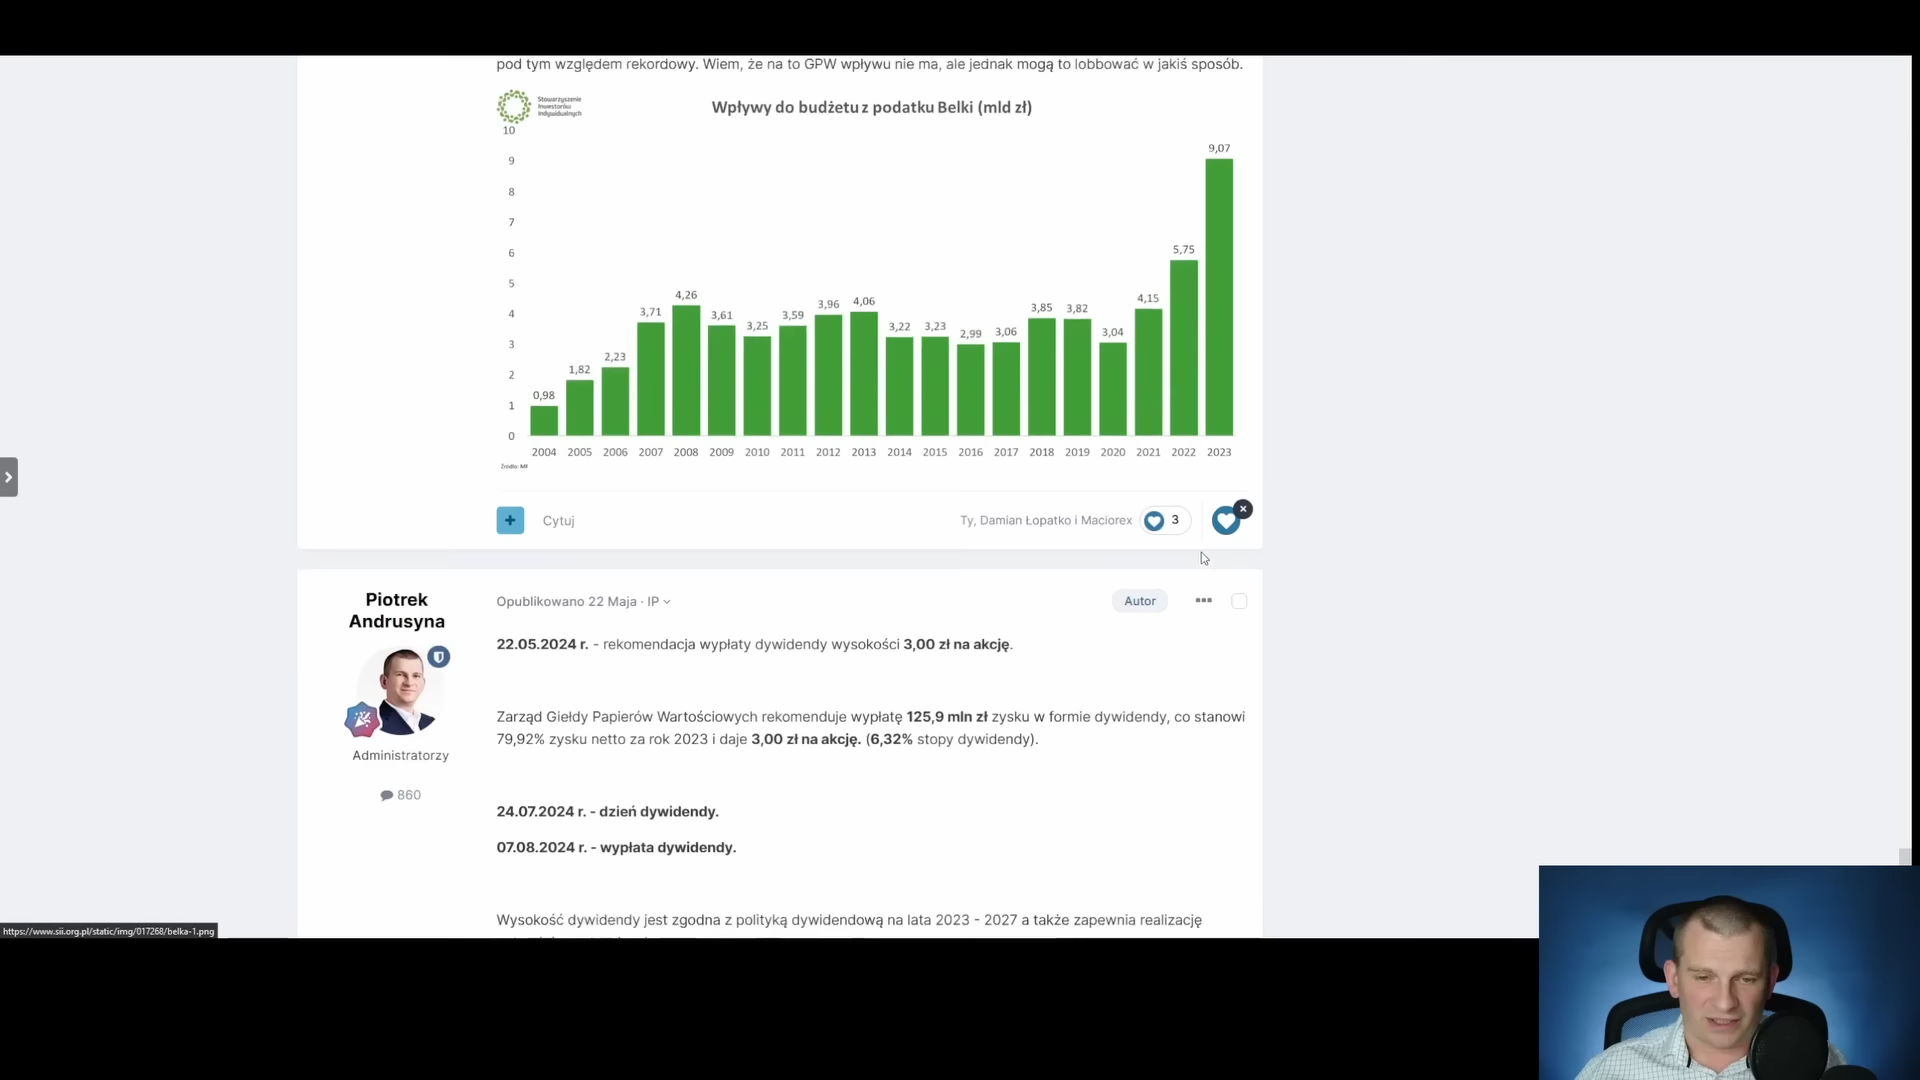 pod tym względem rekordowy. Wiem, że na to GPW wpływu nie ma, ale jednak mogą to lobbować w jakiś sposób.
Stowarzyszenie
Inwestorów
Indywidualnych
Wpływy do budżetu z podatku Belki (mld zł)
10
9
8
7
6
5
4
3
2
1
0
0,98
1,82
2,23
3,71
4,26
3,61
3,25
3,59
3,96
4,06
3,22
3,23
2,99
3,06
3,85
3,82
3,04
4,15
5,75
9,07
2004 2005 2006 2007 2008 2009 2010 2011 2012 2013 2014 2015 2016 2017 2018 2019 2020 2021 2022 2023
Źródło: MF
+ Cytuj
Ty, Damian Łopatko i Maciorex 3
Piotrek
Andrusyna
Administratorzy
860
Opublikowano 22 Maja · IP
Autor
22.05.2024 r. - rekomendacja wypłaty dywidendy wysokości 3,00 zł na akcję.
Zarząd Giełdy Papierów Wartościowych rekomenduje wypłatę 125,9 mln zł zysku w formie dywidendy, co stanowi
79,92% zysku netto za rok 2023 i daje 3,00 zł na akcję. (6,32% stopy dywidendy).
24.07.2024 r. - dzień dywidendy.
07.08.2024 r. - wypłata dywidendy.
Wysokość dywidendy jest zgodna z polityką dywidendową na lata 2023 - 2027 a także zapewnia realizację
https://www.sii.org.pl/static/img/017268/belka-1.png